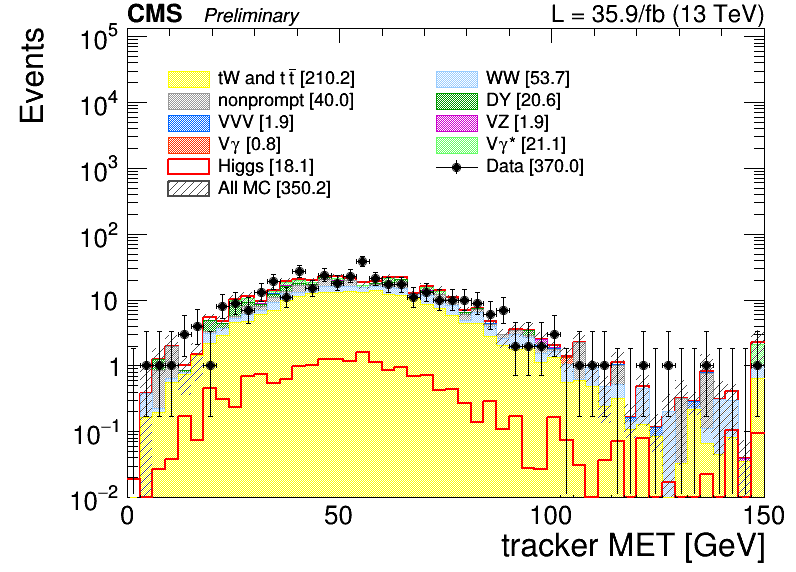 CMS Preliminary L = 35.9/fb (13 TeV)
Events
10⁵
10⁴
10³
10²
10
1
10⁻¹
10⁻²
tW and t t̄ [210.2] WW [53.7]
nonprompt [40.0] DY [20.6]
VVV [1.9] VZ [1.9]
Vγ [0.8] Vγ* [21.1]
Higgs [18.1] Data [370.0]
All MC [350.2]
0 50 100 150
tracker MET [GeV]